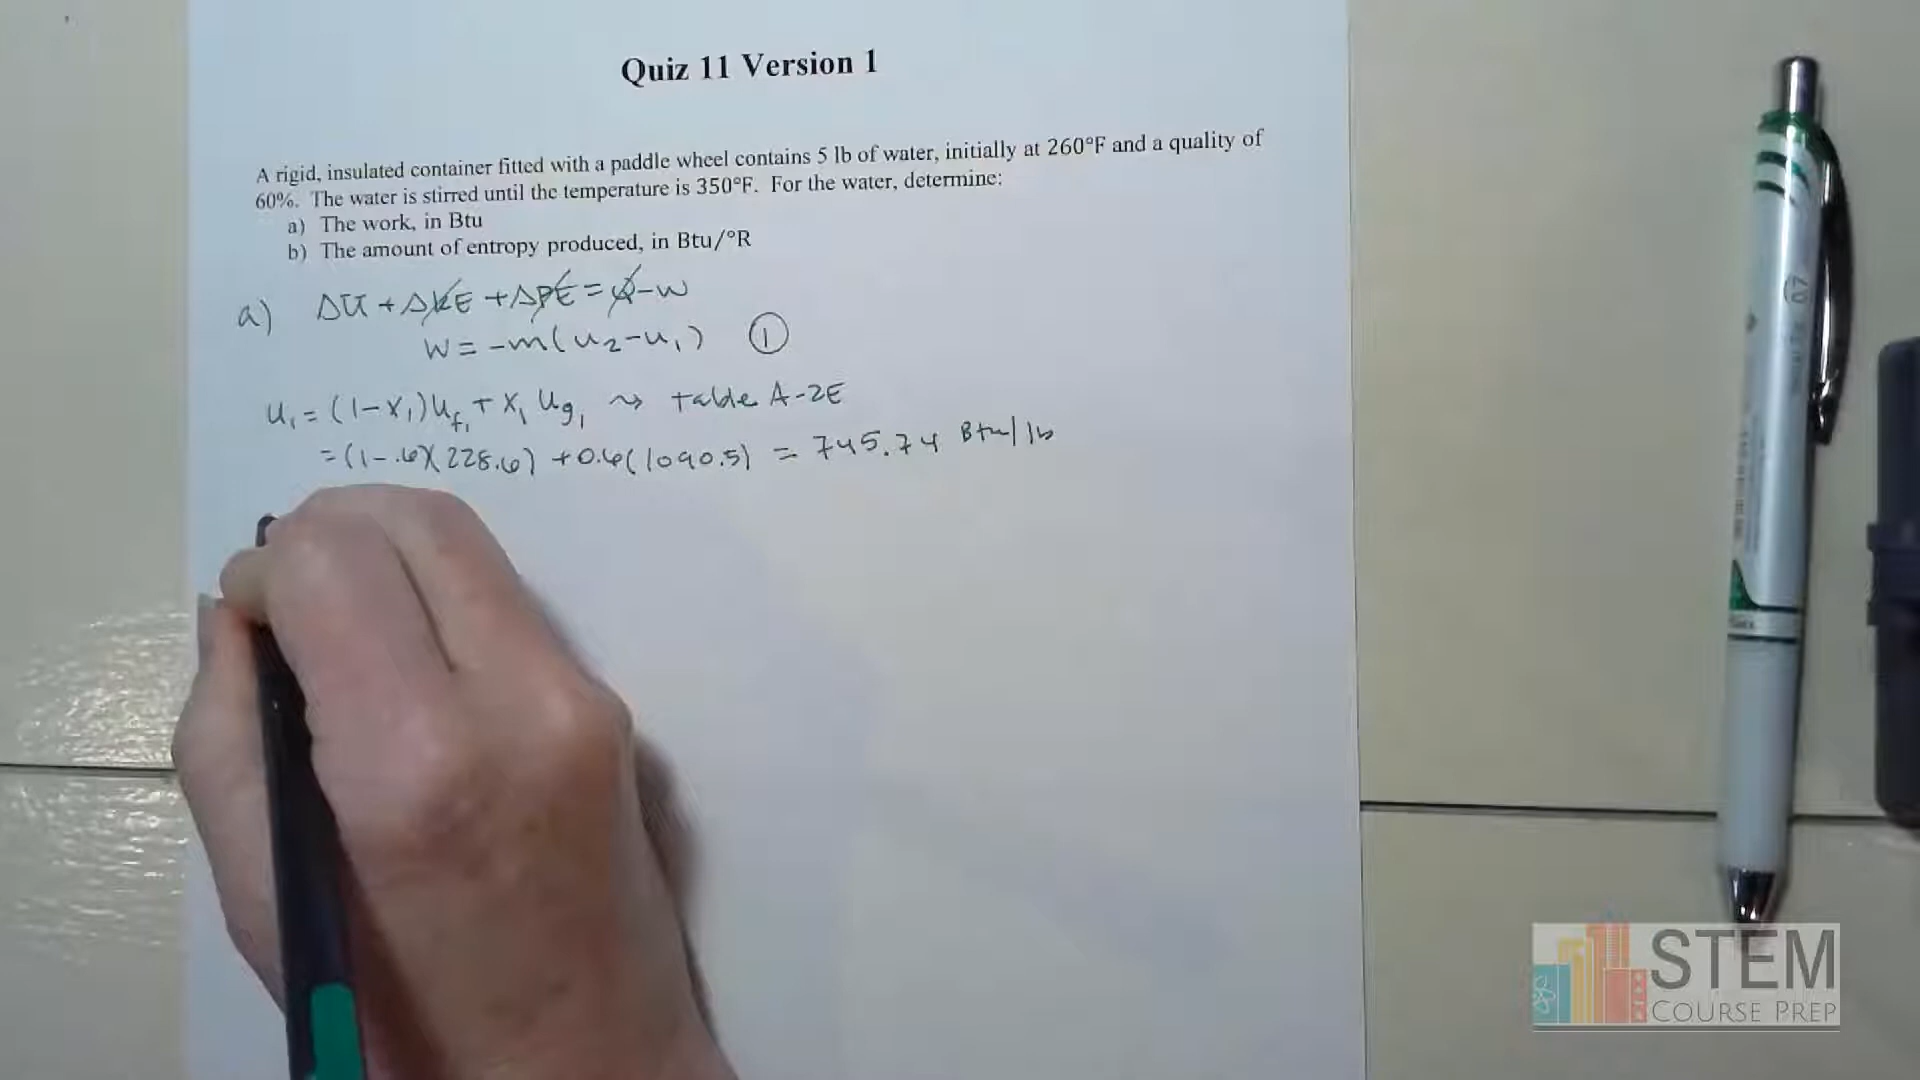 Quiz 11 Version 1
A rigid, insulated container fitted with a paddle wheel contains 5 lb of water, initially at 260°F and a quality of
60%. The water is stirred until the temperature is 350°F. For the water, determine:
a) The work, in Btu
b) The amount of entropy produced, in Btu/°R
a) ΔU + ΔKE + ΔPE = Q - W
W = -m(u₂-u₁) ①
u₁ = (1-x₁)u_f₁ + x₁ u_g₁ ⇝ table A-2E
= (1-.6)(228.6) + 0.6(1090.5) = 745.74 Btu/lb
STEM
COURSE PREP